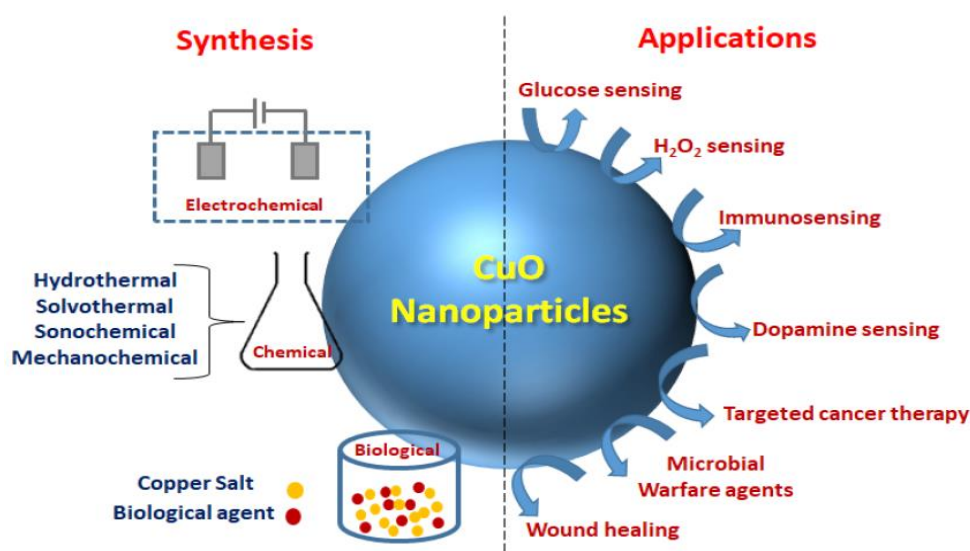 Synthesis
Applications
Electrochemical
Hydrothermal
Solvothermal
Sonochemical
Mechanochemical
Chemical
Biological
Copper Salt
Biological agent
CuO
Nanoparticles
Glucose sensing
H₂O₂ sensing
Immunosensing
Dopamine sensing
Targeted cancer therapy
Microbial
Warfare agents
Wound healing